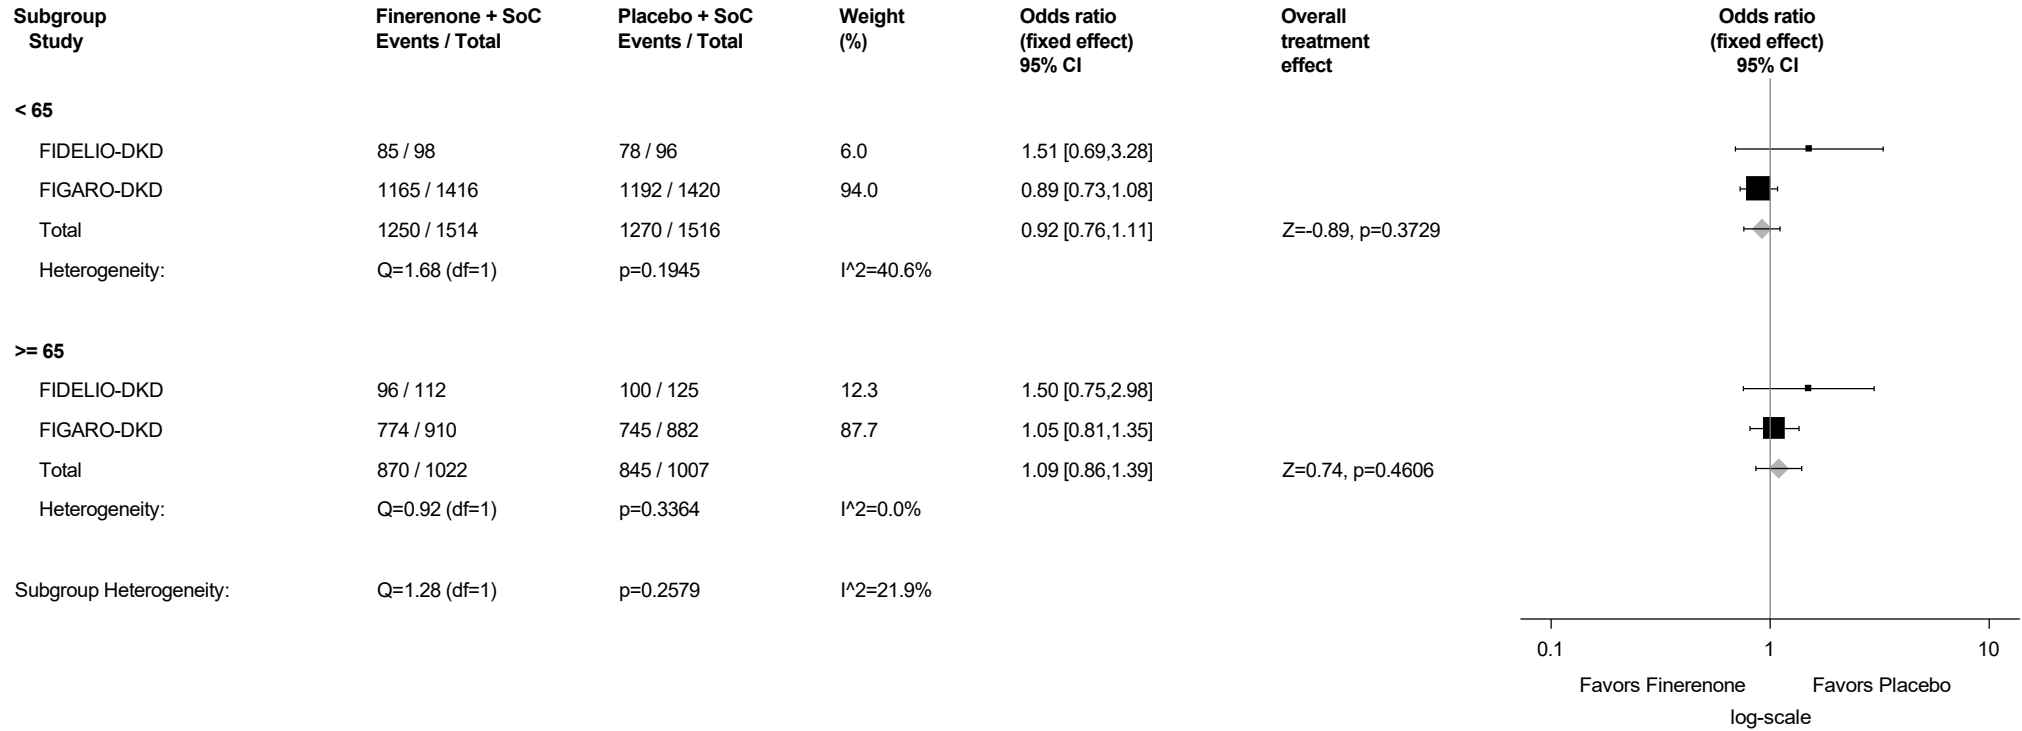 Subgroup Finerenone + SoC Placebo + SoC Weight Odds ratio Overall Odds ratio
Study Events / Total Events / Total (%) (fixed effect) treatment (fixed effect)
95% CI effect 95% CI
< 65
FIDELIO-DKD 85 / 98 78 / 96 6.0 1.51 [0.69,3.28]
FIGARO-DKD 1165 / 1416 1192 / 1420 94.0 0.89 [0.73,1.08]
Total 1250 / 1514 1270 / 1516 0.92 [0.76,1.11] Z=-0.89, p=0.3729
Heterogeneity: Q=1.68 (df=1) p=0.1945 I^2=40.6%
>= 65
FIDELIO-DKD 96 / 112 100 / 125 12.3 1.50 [0.75,2.98]
FIGARO-DKD 774 / 910 745 / 882 87.7 1.05 [0.81,1.35]
Total 870 / 1022 845 / 1007 1.09 [0.86,1.39] Z=0.74, p=0.4606
Heterogeneity: Q=0.92 (df=1) p=0.3364 I^2=0.0%
Subgroup Heterogeneity: Q=1.28 (df=1) p=0.2579 I^2=21.9%
0.1 1 10
Favors Finerenone Favors Placebo
log-scale